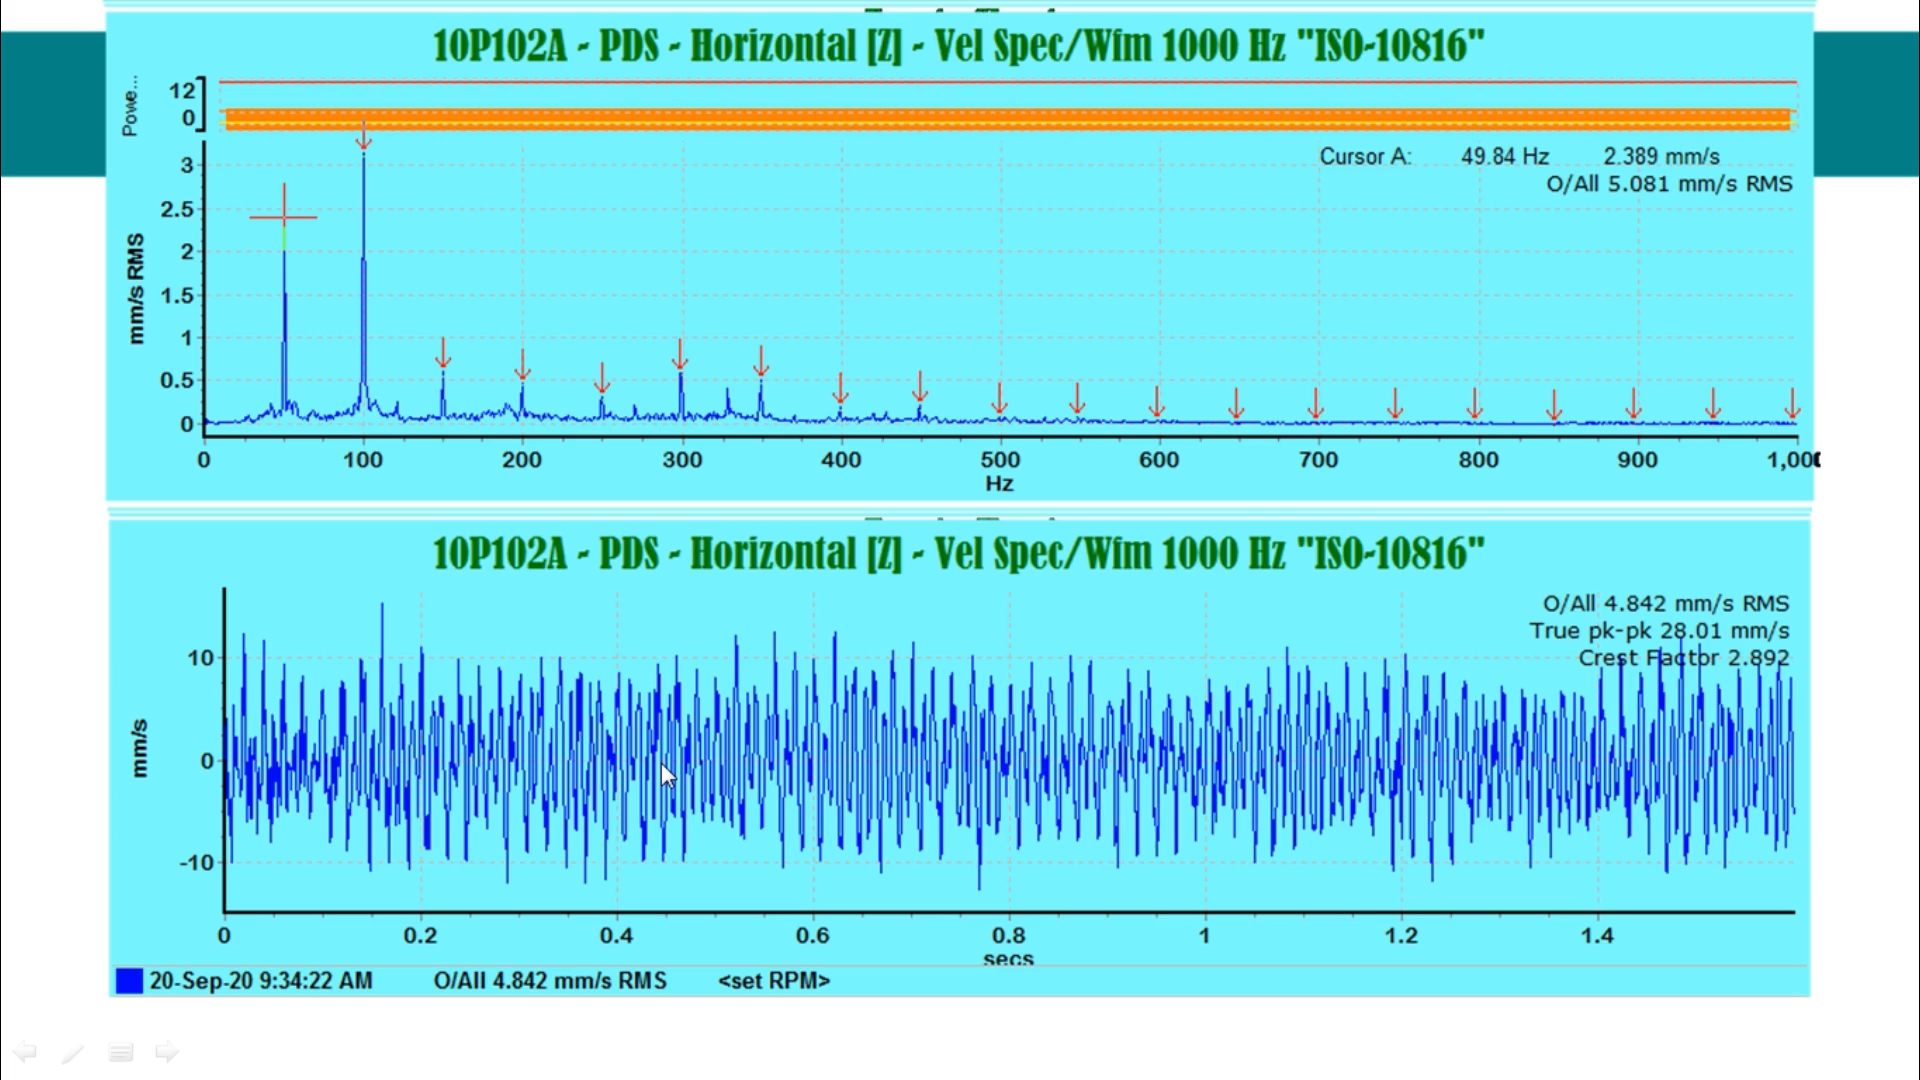 10P102A - PDS - Horizontal [Z] - Vel Spec/Wfm 1000 Hz "ISO-10816"
Powe...
12
0
Cursor A: 49.84 Hz 2.389 mm/s
O/All 5.081 mm/s RMS
mm/s RMS
3
2.5
2
1.5
1
0.5
0
0 100 200 300 400 500 600 700 800 900 1,000
Hz
10P102A - PDS - Horizontal [Z] - Vel Spec/Wfm 1000 Hz "ISO-10816"
O/All 4.842 mm/s RMS
True pk-pk 28.01 mm/s
Crest Factor 2.892
mm/s
10
0
-10
0 0.2 0.4 0.6 0.8 1 1.2 1.4
secs
20-Sep-20 9:34:22 AM O/All 4.842 mm/s RMS <set RPM>